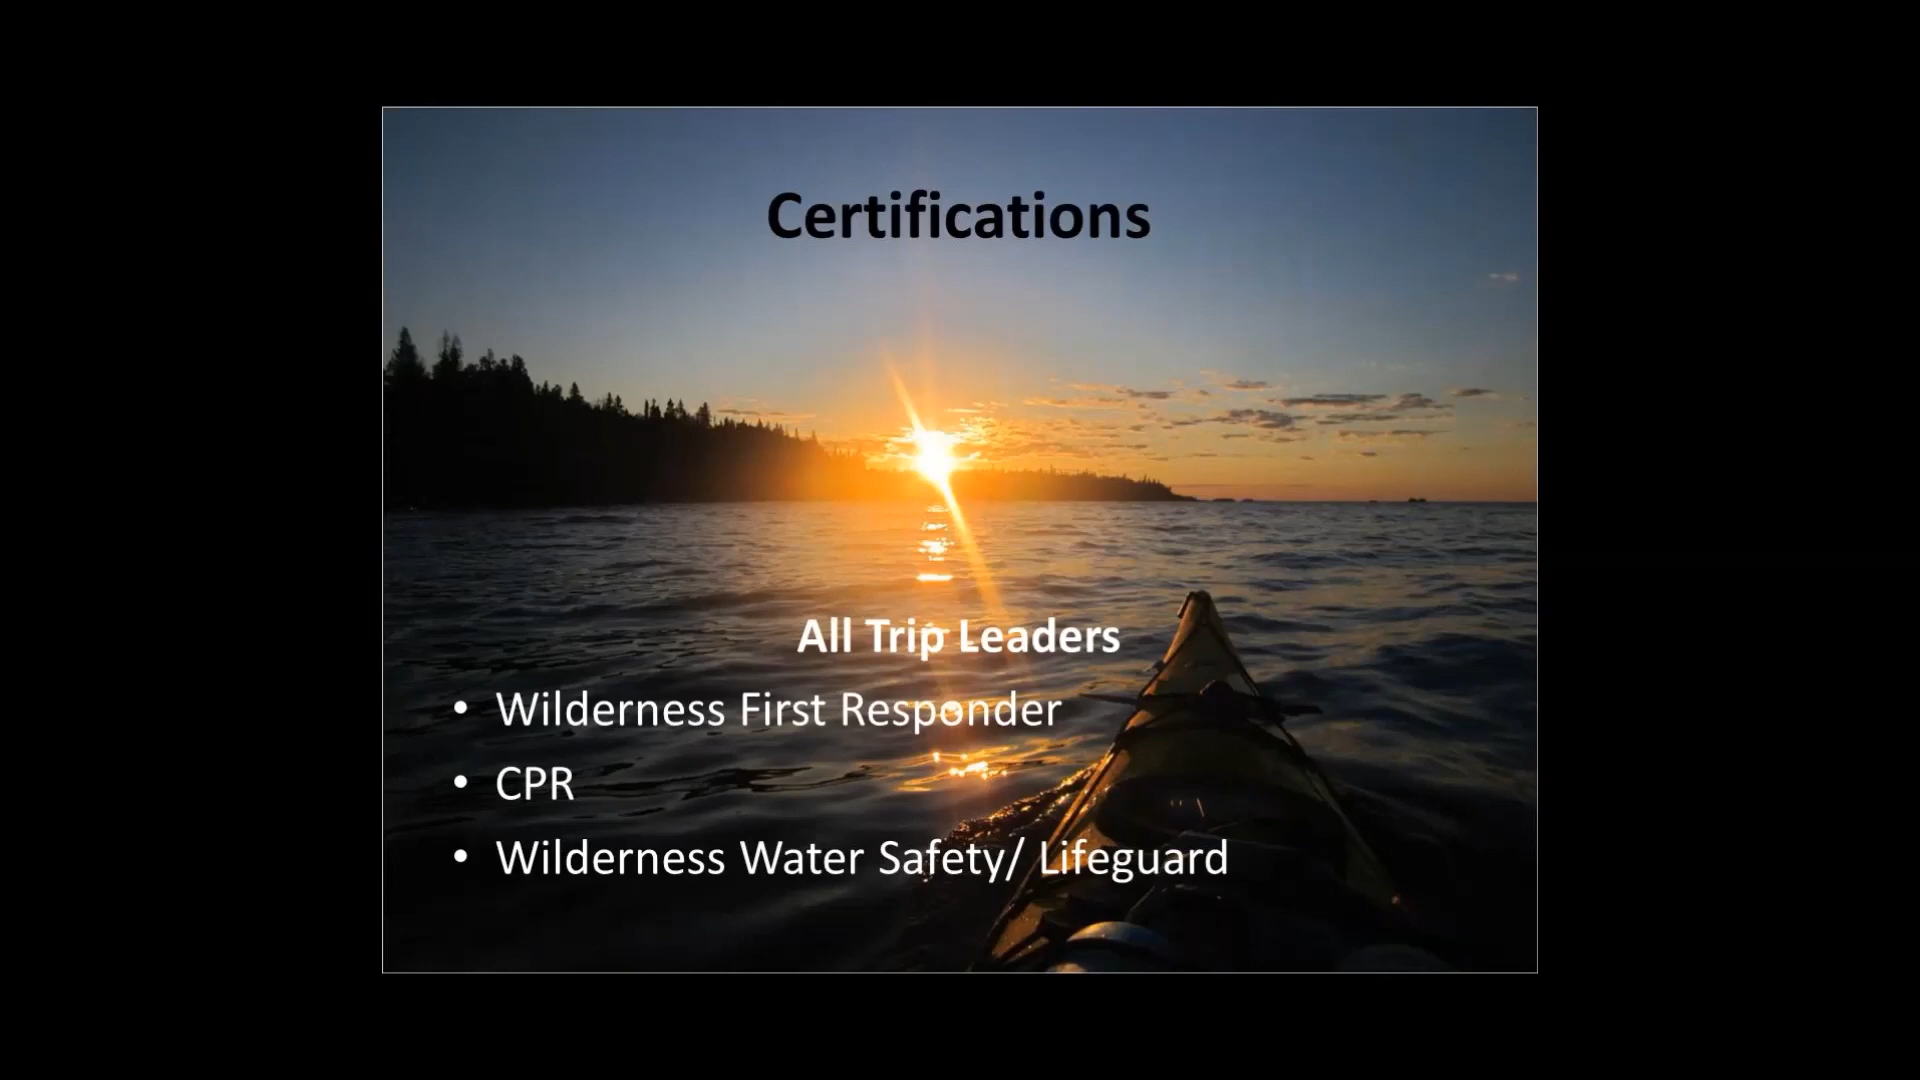 Certifications
All Trip Leaders
• Wilderness First Responder
• CPR
• Wilderness Water Safety/ Lifeguard